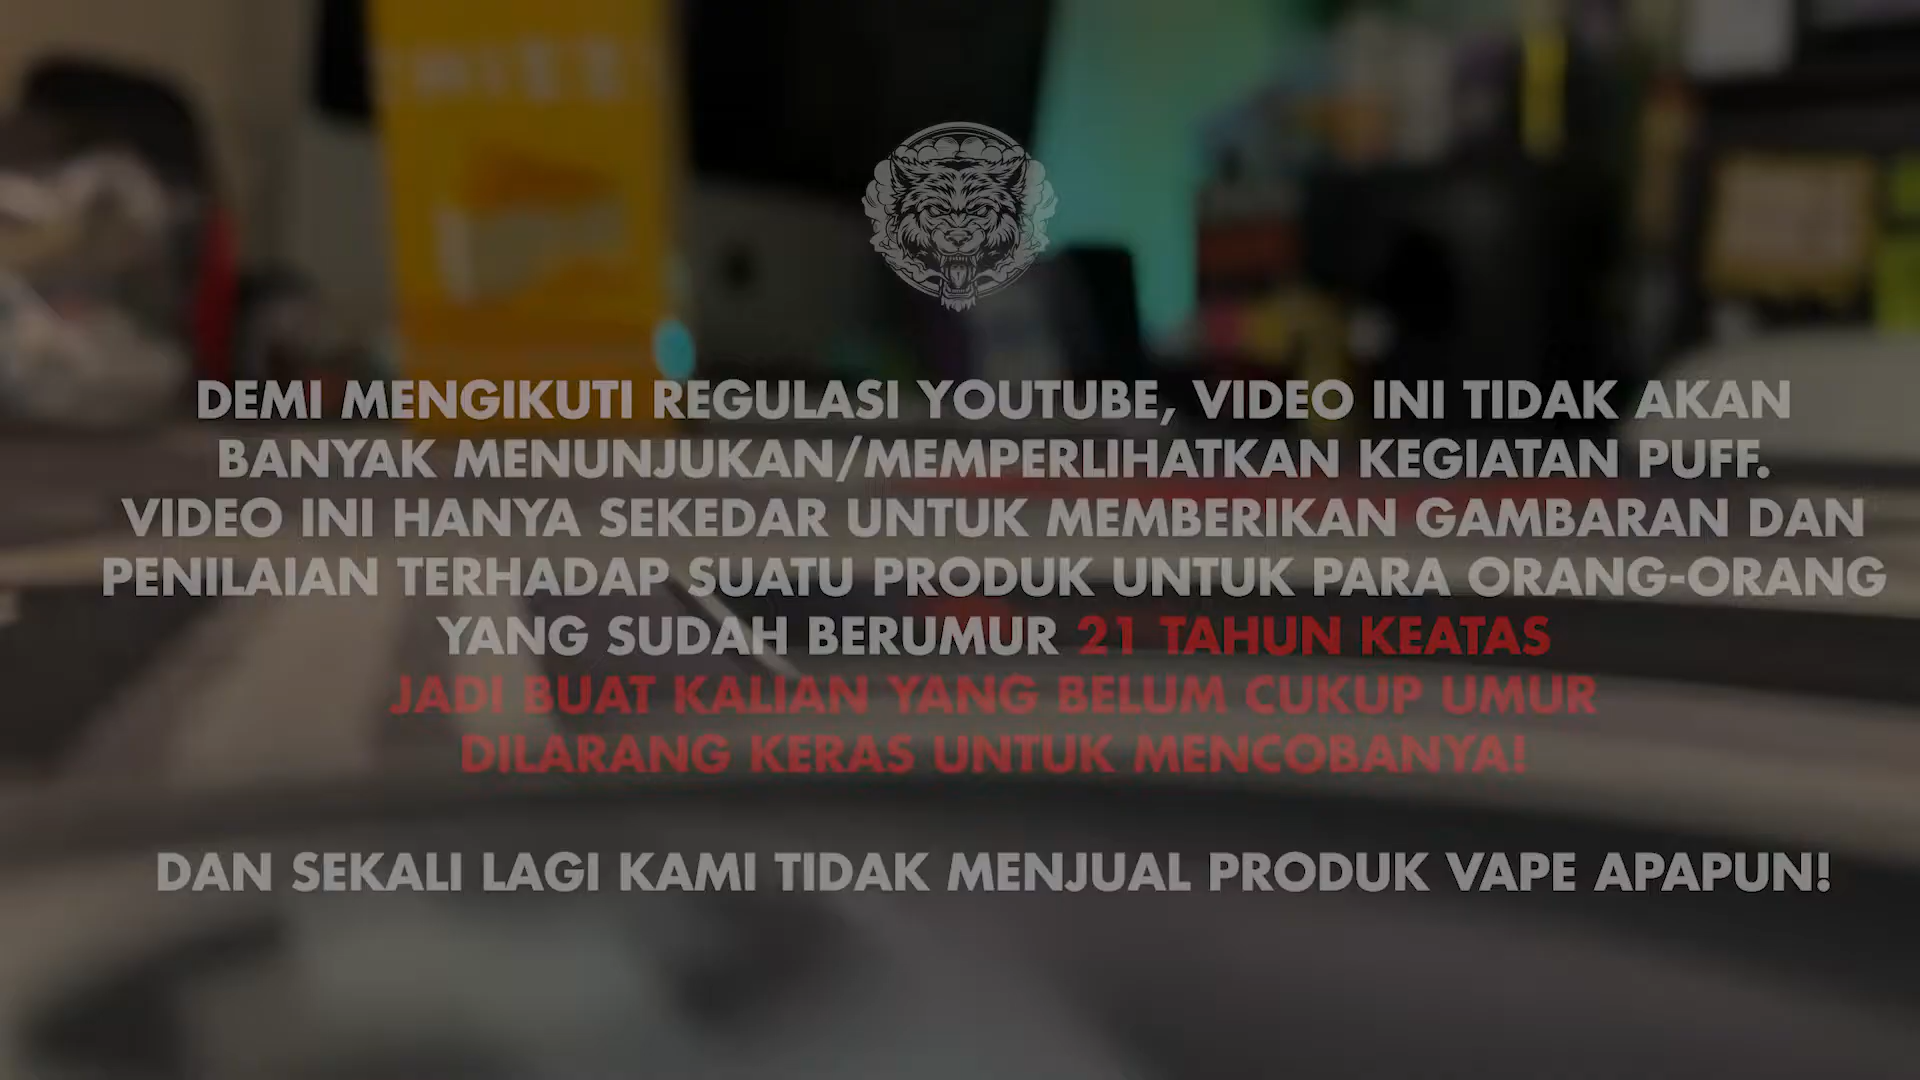 DEMI MENGIKUTI REGULASI YOUTUBE, VIDEO INI TIDAK AKAN
BANYAK MENUNJUKAN/MEMPERLIHATKAN KEGIATAN PUFF.
VIDEO INI HANYA SEKEDAR UNTUK MEMBERIKAN GAMBARAN DAN
PENILAIAN TERHADAP SUATU PRODUK UNTUK PARA ORANG-ORANG
YANG SUDAH BERUMUR 21 TAHUN KEATAS
JADI BUAT KALIAN YANG BELUM CUKUP UMUR
DILARANG KERAS UNTUK MENCOBANYA!
DAN SEKALI LAGI KAMI TIDAK MENJUAL PRODUK VAPE APAPUN!